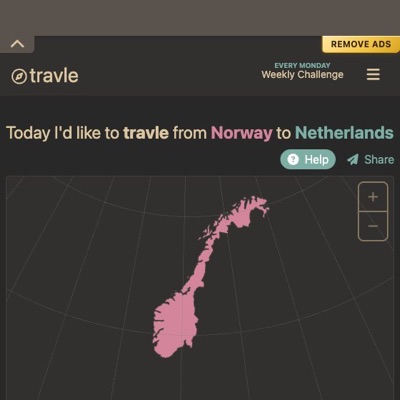 REMOVE ADS
travle
EVERY MONDAY
Weekly Challenge
Today I'd like to travle from Norway to Netherlands
? Help
Share
+
−